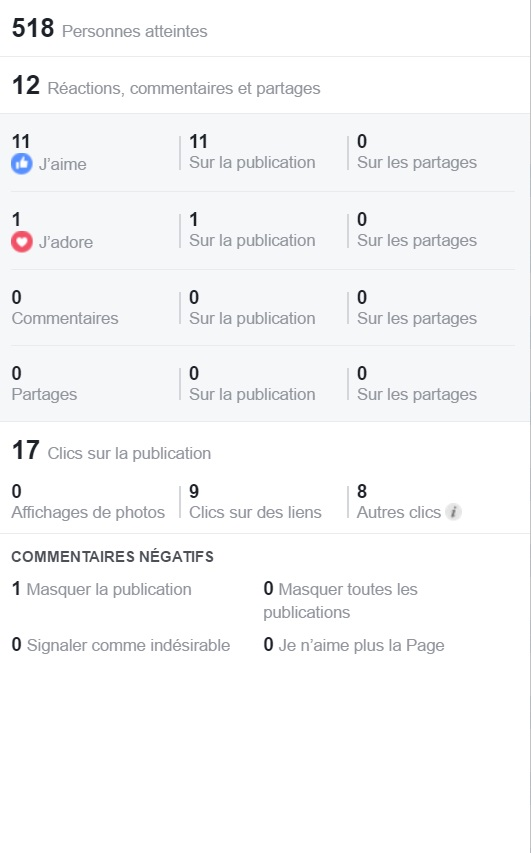 518 Personnes atteintes
12 Réactions, commentaires et partages
11 11 0
J’aime Sur la publication Sur les partages
1 1 0
J’adore Sur la publication Sur les partages
0 0 0
Commentaires Sur la publication Sur les partages
0 0 0
Partages Sur la publication Sur les partages
17 Clics sur la publication
0 9 8
Affichages de photos Clics sur des liens Autres clics i
COMMENTAIRES NÉGATIFS
1 Masquer la publication 0 Masquer toutes les
publications
0 Signaler comme indésirable 0 Je n’aime plus la Page